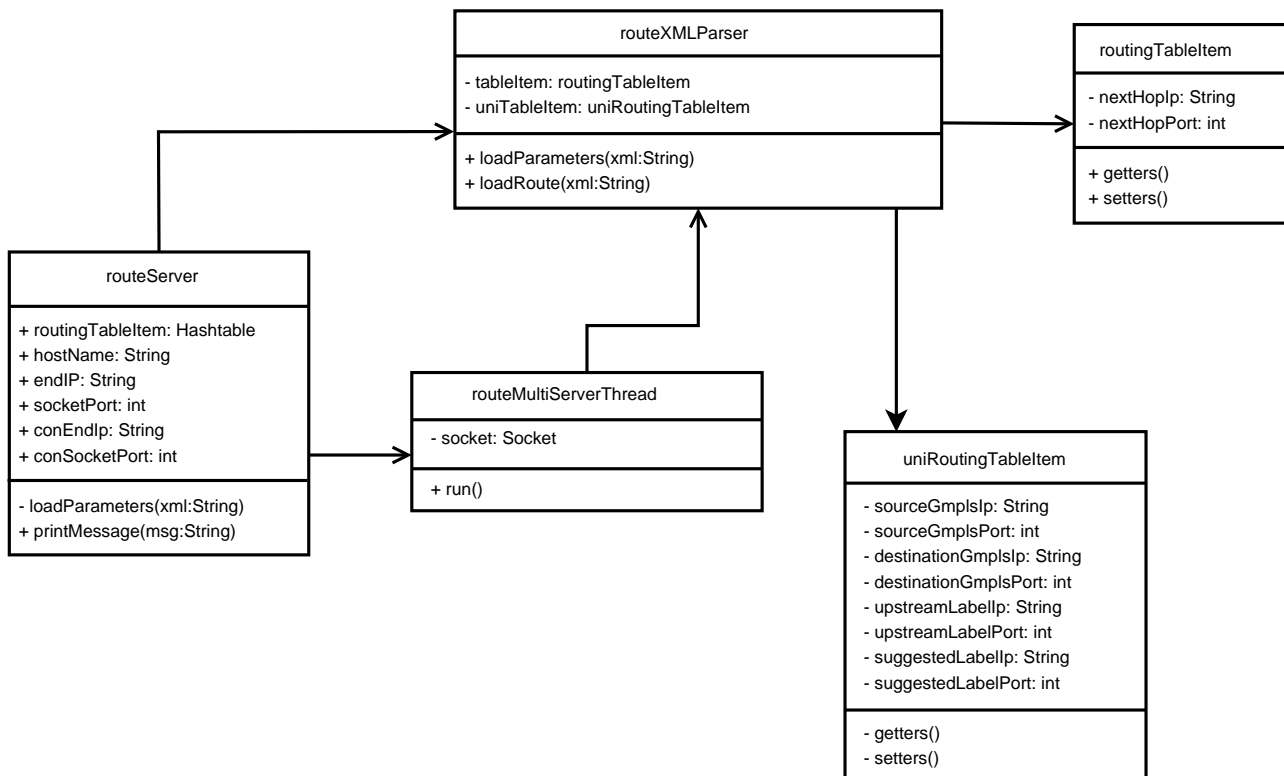 routeXMLParser
- tableItem: routingTableItem
- uniTableItem: uniRoutingTableItem
+ loadParameters(xml:String)
+ loadRoute(xml:String)
routingTableItem
- nextHopIp: String
- nextHopPort: int
+ getters()
+ setters()
routeServer
+ routingTableItem: Hashtable
+ hostName: String
+ endIP: String
+ socketPort: int
+ conEndIp: String
+ conSocketPort: int
- loadParameters(xml:String)
+ printMessage(msg:String)
routeMultiServerThread
- socket: Socket
+ run()
uniRoutingTableItem
- sourceGmplsIp: String
- sourceGmplsPort: int
- destinationGmplsIp: String
- destinationGmplsPort: int
- upstreamLabelIp: String
- upstreamLabelPort: int
- suggestedLabelIp: String
- suggestedLabelPort: int
- getters()
- setters()